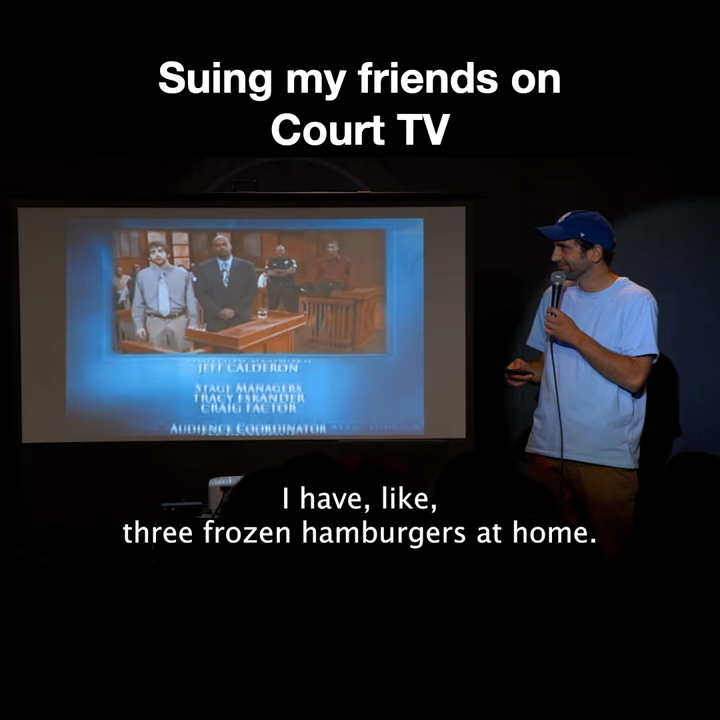 Suing my friends on
Court TV
JEFF CALDERON
STAGE MANAGERS
TRACY ESKANDER
CRAIG FACTOR
AUDIENCE COORDINATOR
I have, like,
three frozen hamburgers at home.